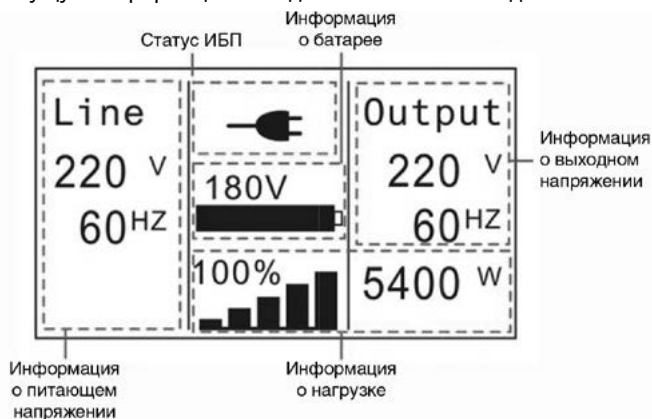 Информация
о батарее
Статус ИБП
Line
220 V
60HZ
180V
100%
Output
220 V
60HZ
5400 W
Информация
о выходном
напряжении
Информация
о питающем
напряжении
Информация
о нагрузке